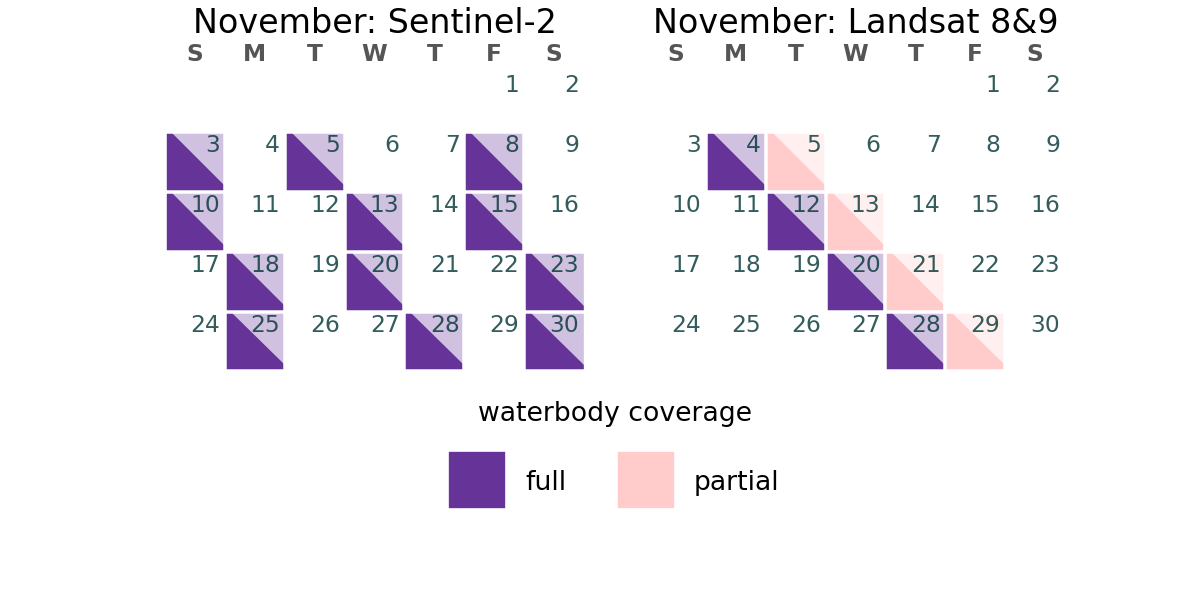 November: Sentinel-2
S M T W T F S
1 2
3 4 5 6 7 8 9
10 11 12 13 14 15 16
17 18 19 20 21 22 23
24 25 26 27 28 29 30
November: Landsat 8&9
S M T W T F S
1 2
3 4 5 6 7 8 9
10 11 12 13 14 15 16
17 18 19 20 21 22 23
24 25 26 27 28 29 30
waterbody coverage
full
partial